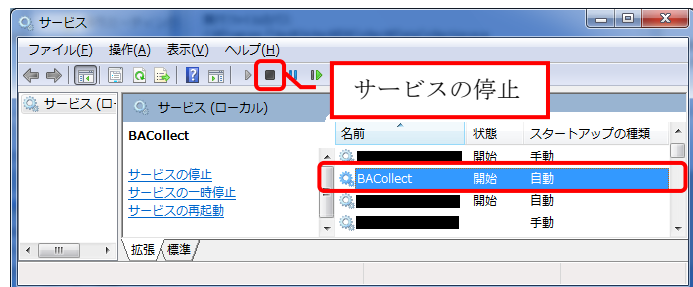 サービス
ファイル(F) 操作(A) 表示(V) ヘルプ(H)
サービスの停止
サービス (ロ
サービス (ローカル)
BACollect
サービスの停止
サービスの一時停止
サービスの再起動
名前 状態 スタートアップの種類
開始 手動
BACollect 開始 自動
開始 自動
手動
拡張 標準